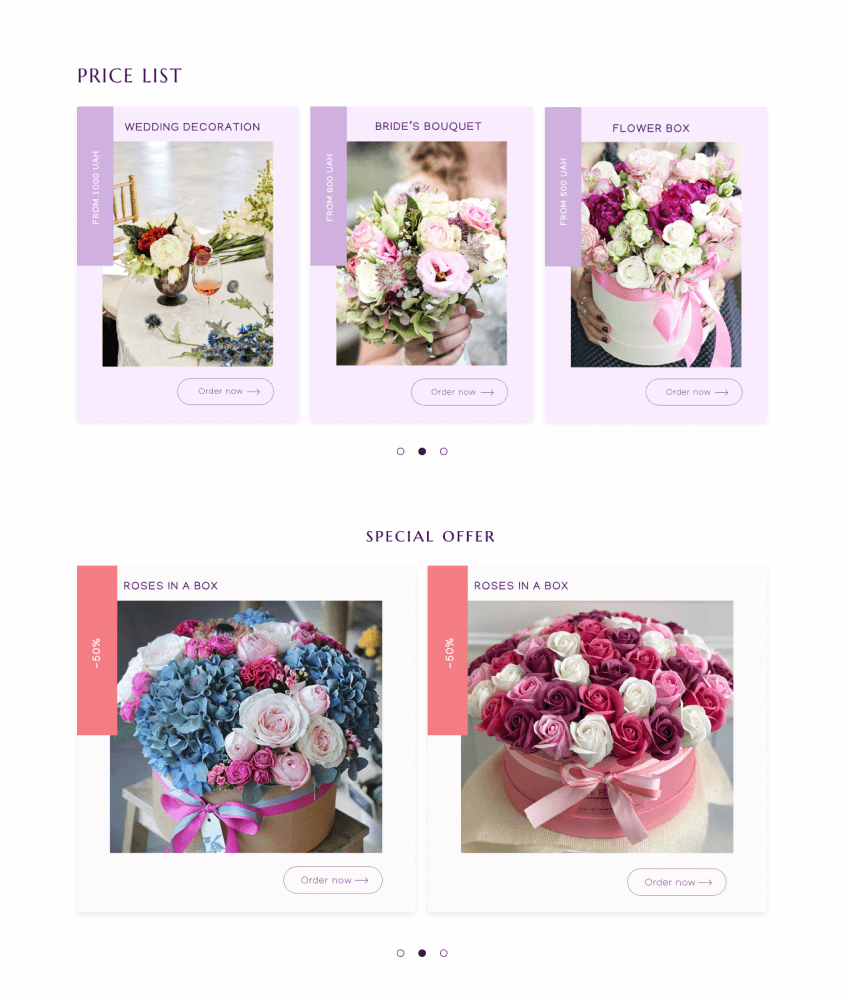 PRICE LIST
WEDDING DECORATION
FROM 1000 UAH
Order now
BRIDE'S BOUQUET
FROM 600 UAH
Order now
FLOWER BOX
FROM 500 UAH
Order now
SPECIAL OFFER
ROSES IN A BOX
-50%
Order now
ROSES IN A BOX
-50%
Order now